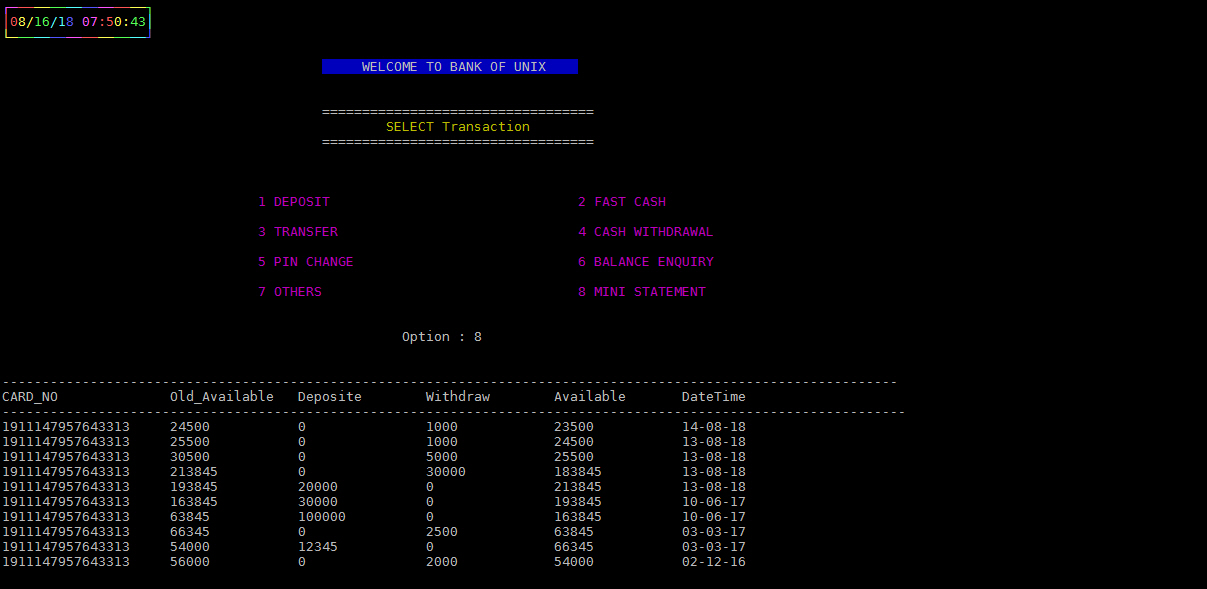 08/16/18 07:50:43
WELCOME TO BANK OF UNIX
==================================
SELECT Transaction
==================================
1 DEPOSIT 2 FAST CASH
3 TRANSFER 4 CASH WITHDRAWAL
5 PIN CHANGE 6 BALANCE ENQUIRY
7 OTHERS 8 MINI STATEMENT
Option : 8
----------------------------------------------------------------------------------------------------------------
CARD_NO Old_Available Deposite Withdraw Available DateTime
-----------------------------------------------------------------------------------------------------------------
1911147957643313 24500 0 1000 23500 14-08-18
1911147957643313 25500 0 1000 24500 13-08-18
1911147957643313 30500 0 5000 25500 13-08-18
1911147957643313 213845 0 30000 183845 13-08-18
1911147957643313 193845 20000 0 213845 13-08-18
1911147957643313 163845 30000 0 193845 10-06-17
1911147957643313 63845 100000 0 163845 10-06-17
1911147957643313 66345 0 2500 63845 03-03-17
1911147957643313 54000 12345 0 66345 03-03-17
1911147957643313 56000 0 2000 54000 02-12-16